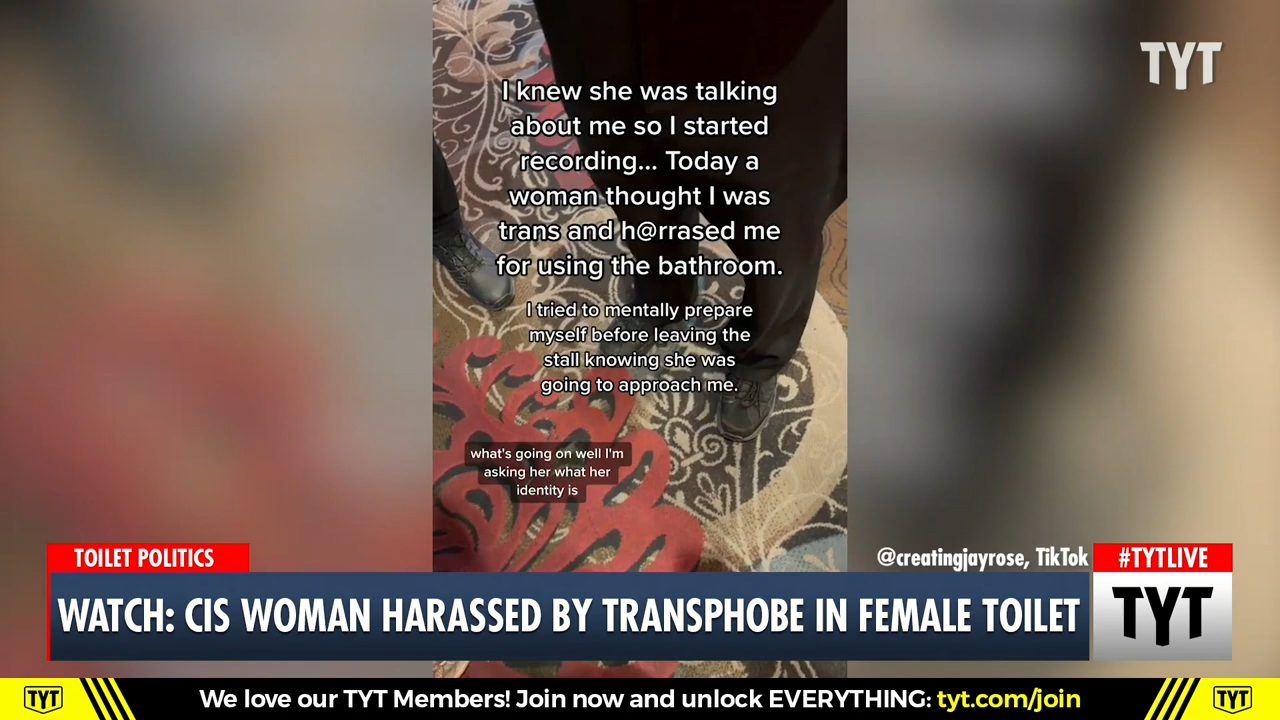 TYT
I knew she was talking
about me so I started
recording... Today a
woman thought I was
trans and h@rrased me
for using the bathroom.
I tried to mentally prepare
myself before leaving the
stall knowing she was
going to approach me.
what's going on well I'm
asking her what her
identity is
TOILET POLITICS
@creatingjayrose, TikTok
#TYTLIVE
WATCH: CIS WOMAN HARASSED BY TRANSPHOBE IN FEMALE TOILET
TYT
TYT
We love our TYT Members! Join now and unlock EVERYTHING: tyt.com/join
TYT